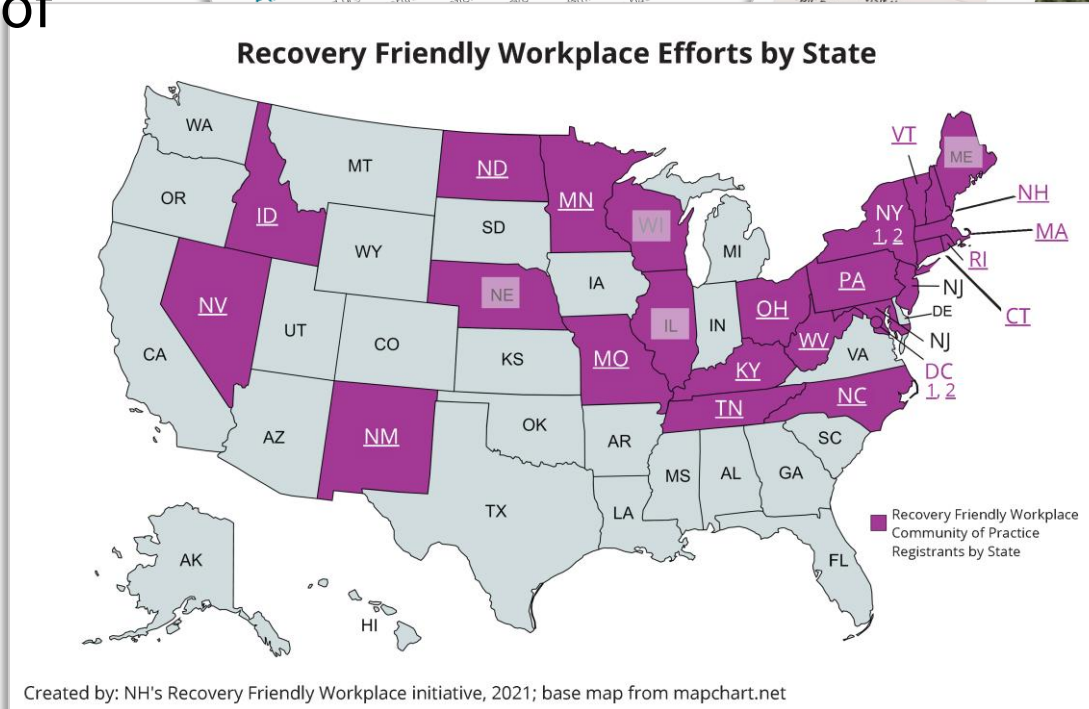 of
Recovery Friendly Workplace Efforts by State
WA
MT
ND
VT
ME
OR
ID
MN
NH
SD
WI
NY
1, 2
MA
WY
MI
RI
NV
NE
IA
PA
NJ
UT
IL
IN
OH
DE
CT
CA
CO
KS
MO
WV
VA
NJ
KY
DC
1, 2
AZ
NM
OK
AR
TN
NC
SC
MS
AL
GA
TX
LA
Recovery Friendly Workplace
Community of Practice
Registrants by State
AK
FL
HI
Created by: NH's Recovery Friendly Workplace initiative, 2021; base map from mapchart.net